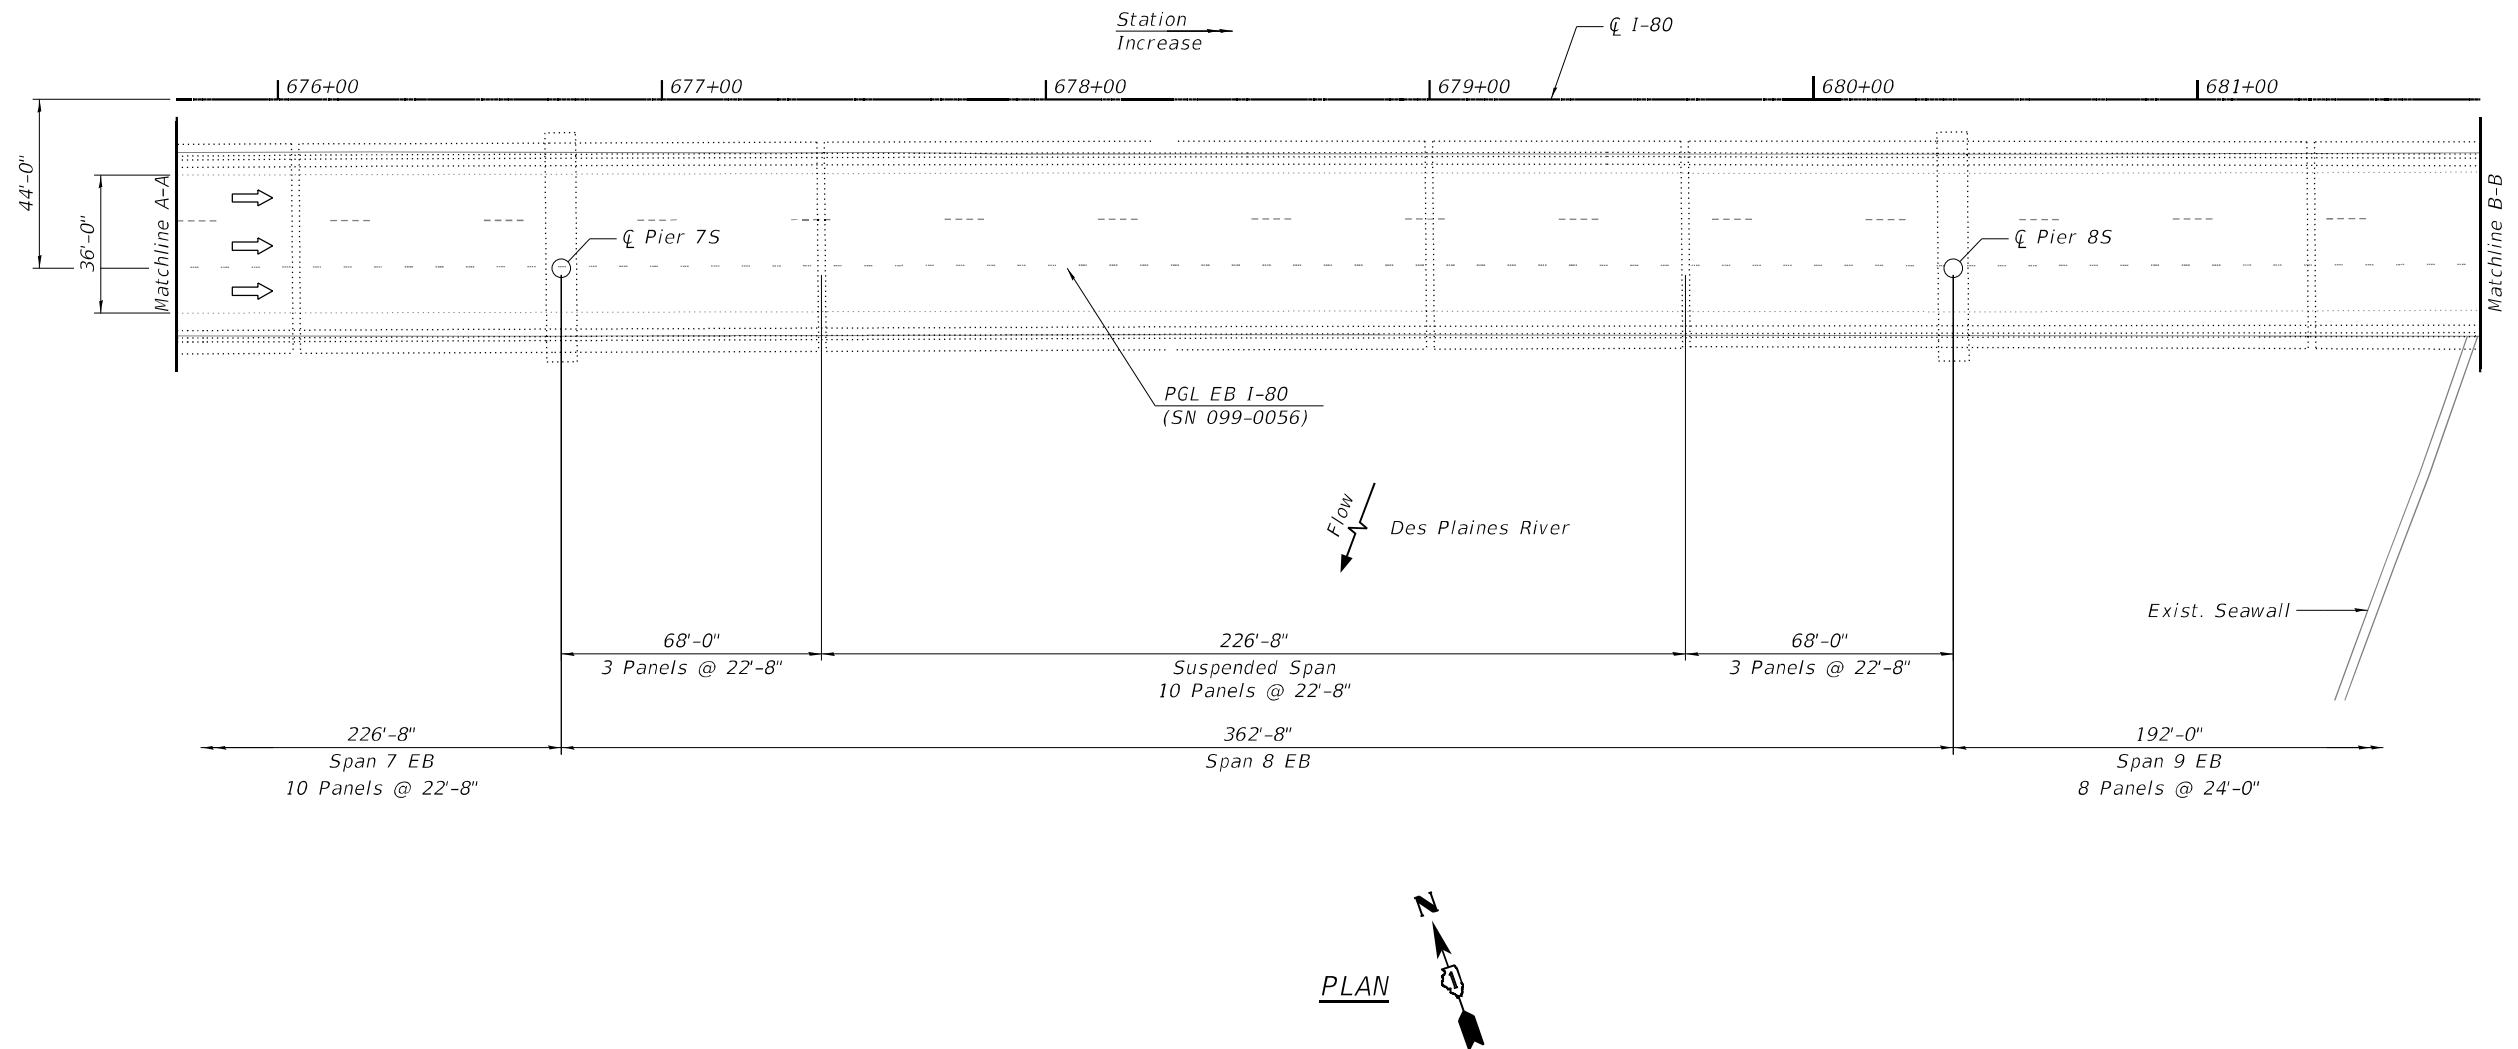 Station
Increase
℄ I-80
676+00
677+00
678+00
679+00
680+00
681+00
44'-0"
36'-0"
Matchline A-A
Matchline B-B
℄ Pier 7S
℄ Pier 8S
PGL EB I-80
(SN 099-0056)
Flow
Des Plaines River
Exist. Seawall
68'-0"
3 Panels @ 22'-8"
226'-8"
Suspended Span
10 Panels @ 22'-8"
68'-0"
3 Panels @ 22'-8"
226'-8"
Span 7 EB
10 Panels @ 22'-8"
362'-8"
Span 8 EB
192'-0"
Span 9 EB
8 Panels @ 24'-0"
N
PLAN